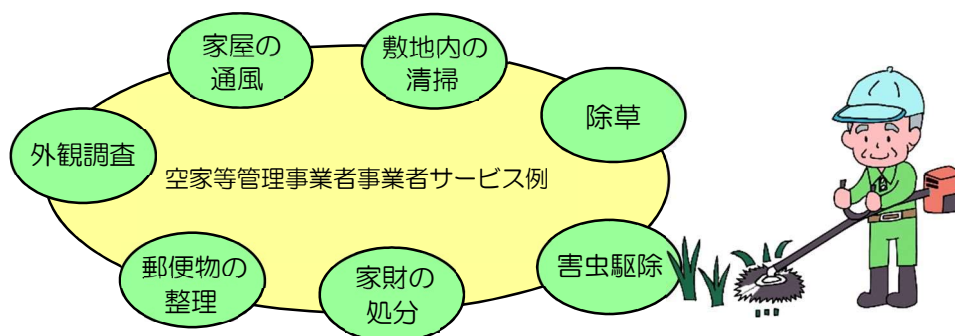 家屋の
通風
敷地内の
清掃
除草
外観調査
空家等管理事業者事業者サービス例
郵便物の
整理
家財の
処分
害虫駆除